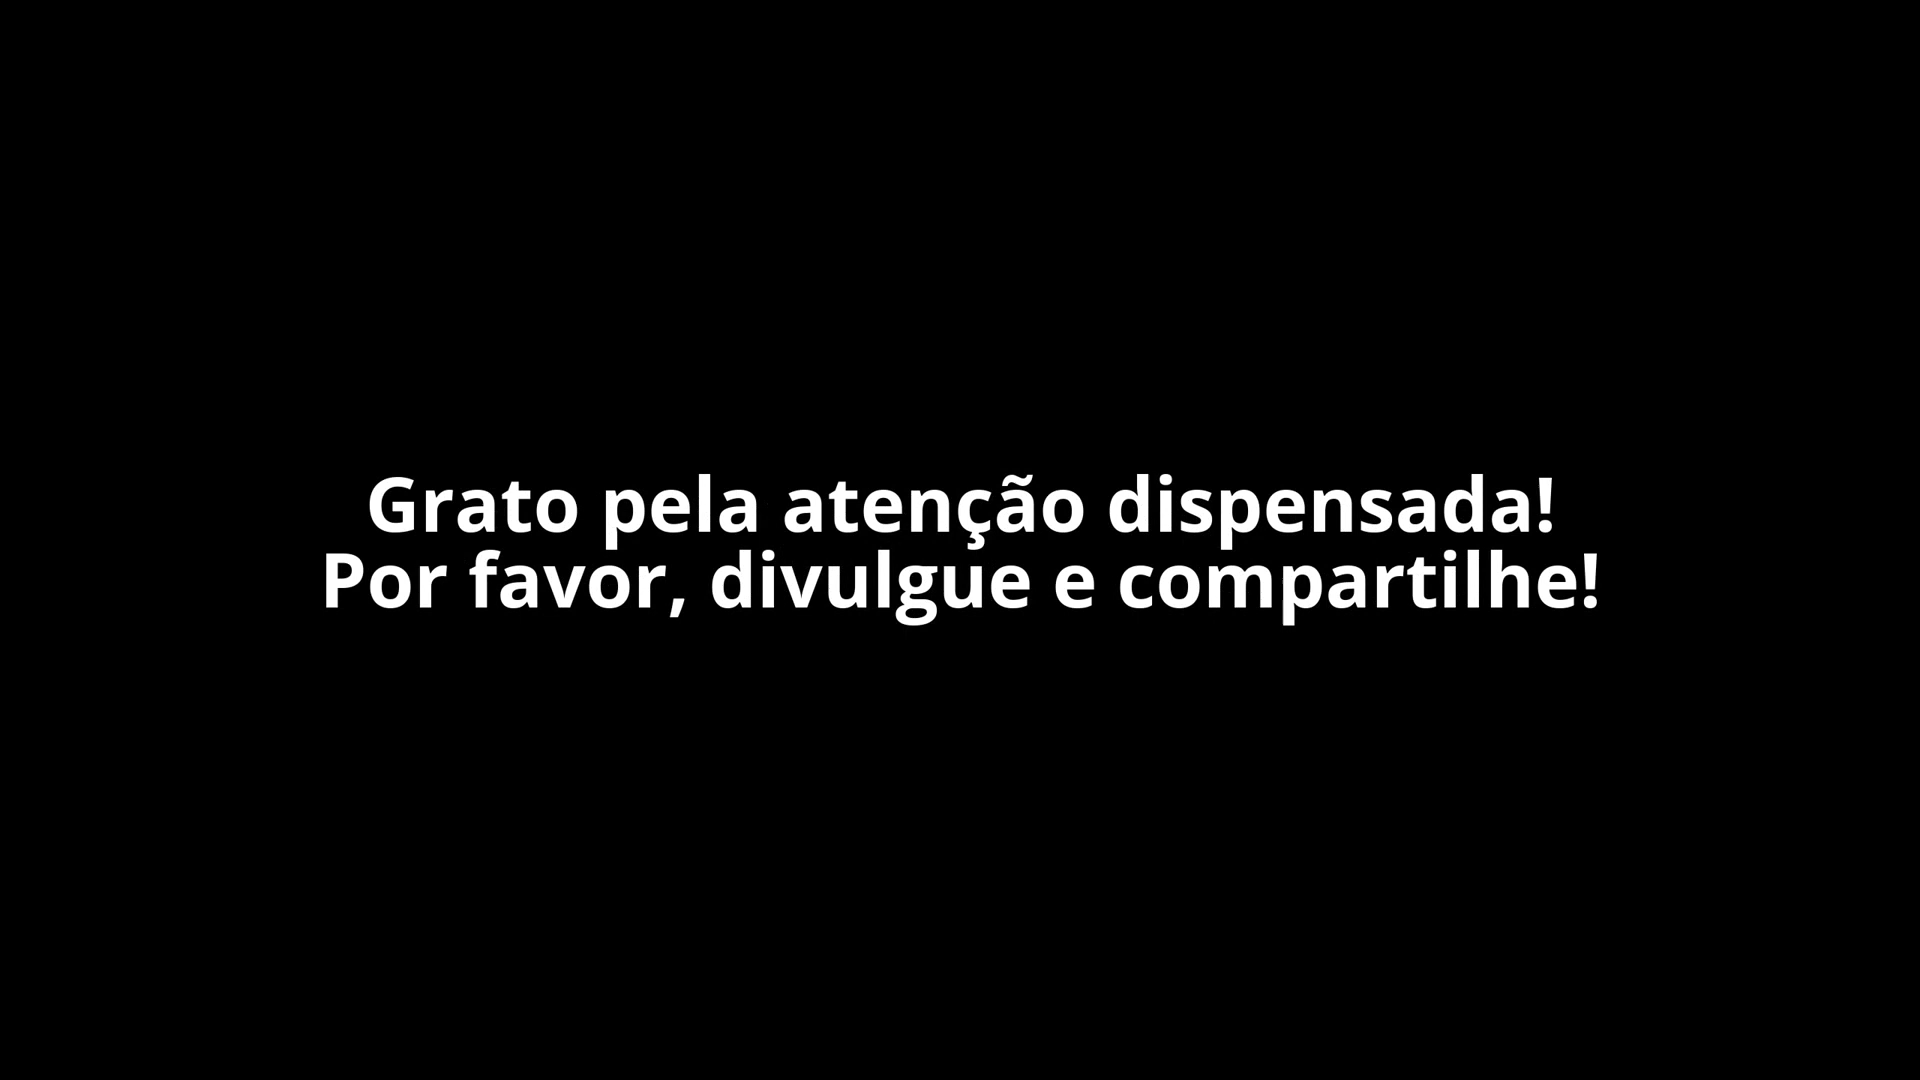 Grato pela atenção dispensada!
Por favor, divulgue e compartilhe!